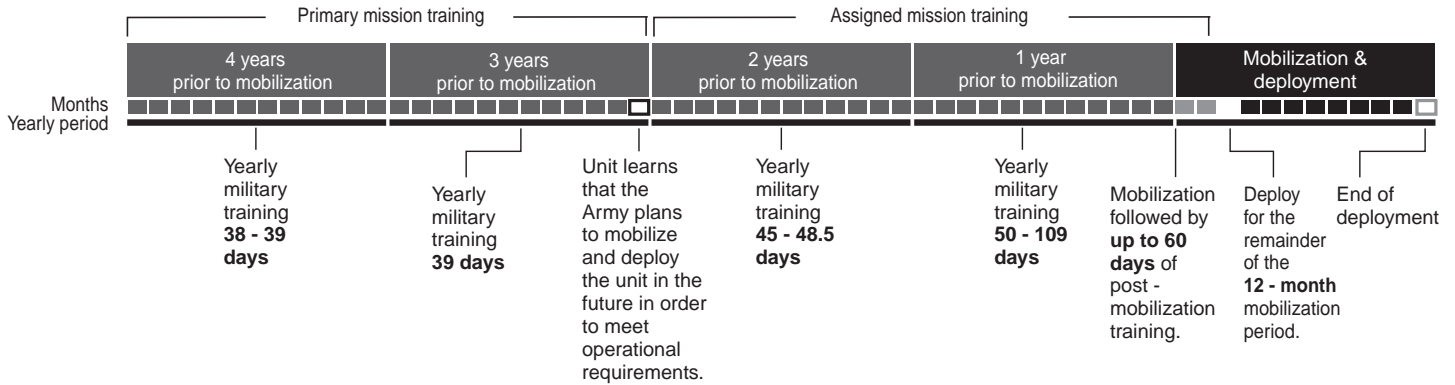 Primary mission training
Assigned mission training
4 years
prior to mobilization
3 years
prior to mobilization
2 years
prior to mobilization
1 year
prior to mobilization
Mobilization &
deployment
Months
Yearly period
Yearly
military
training
38 - 39
days
Yearly
military
training
39 days
Unit learns
that the
Army plans
to mobilize
and deploy
the unit in the
future in order
to meet
operational
requirements.
Yearly
military
training
45 - 48.5
days
Yearly
military
training
50 - 109
days
Mobilization
followed by
up to 60
days of
post -
mobilization
training.
Deploy
for the
remainder
of the
12 - month
mobilization
period.
End of
deployment